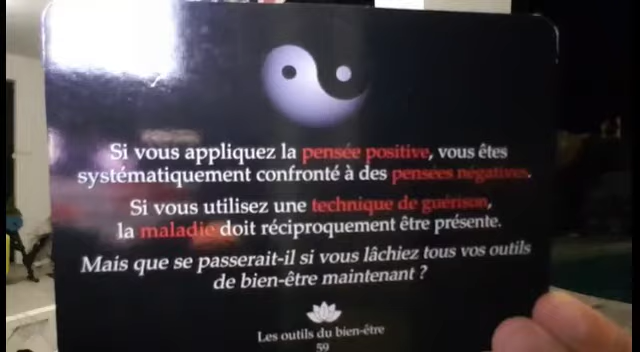 Si vous appliquez la pensée positive, vous êtes
systématiquement confronté à des pensées négatives.
Si vous utilisez une technique de guérison,
la maladie doit réciproquement être présente.
Mais que se passerait-il si vous lâchiez tous vos outils
de bien-être maintenant ?
Les outils du bien-être
59